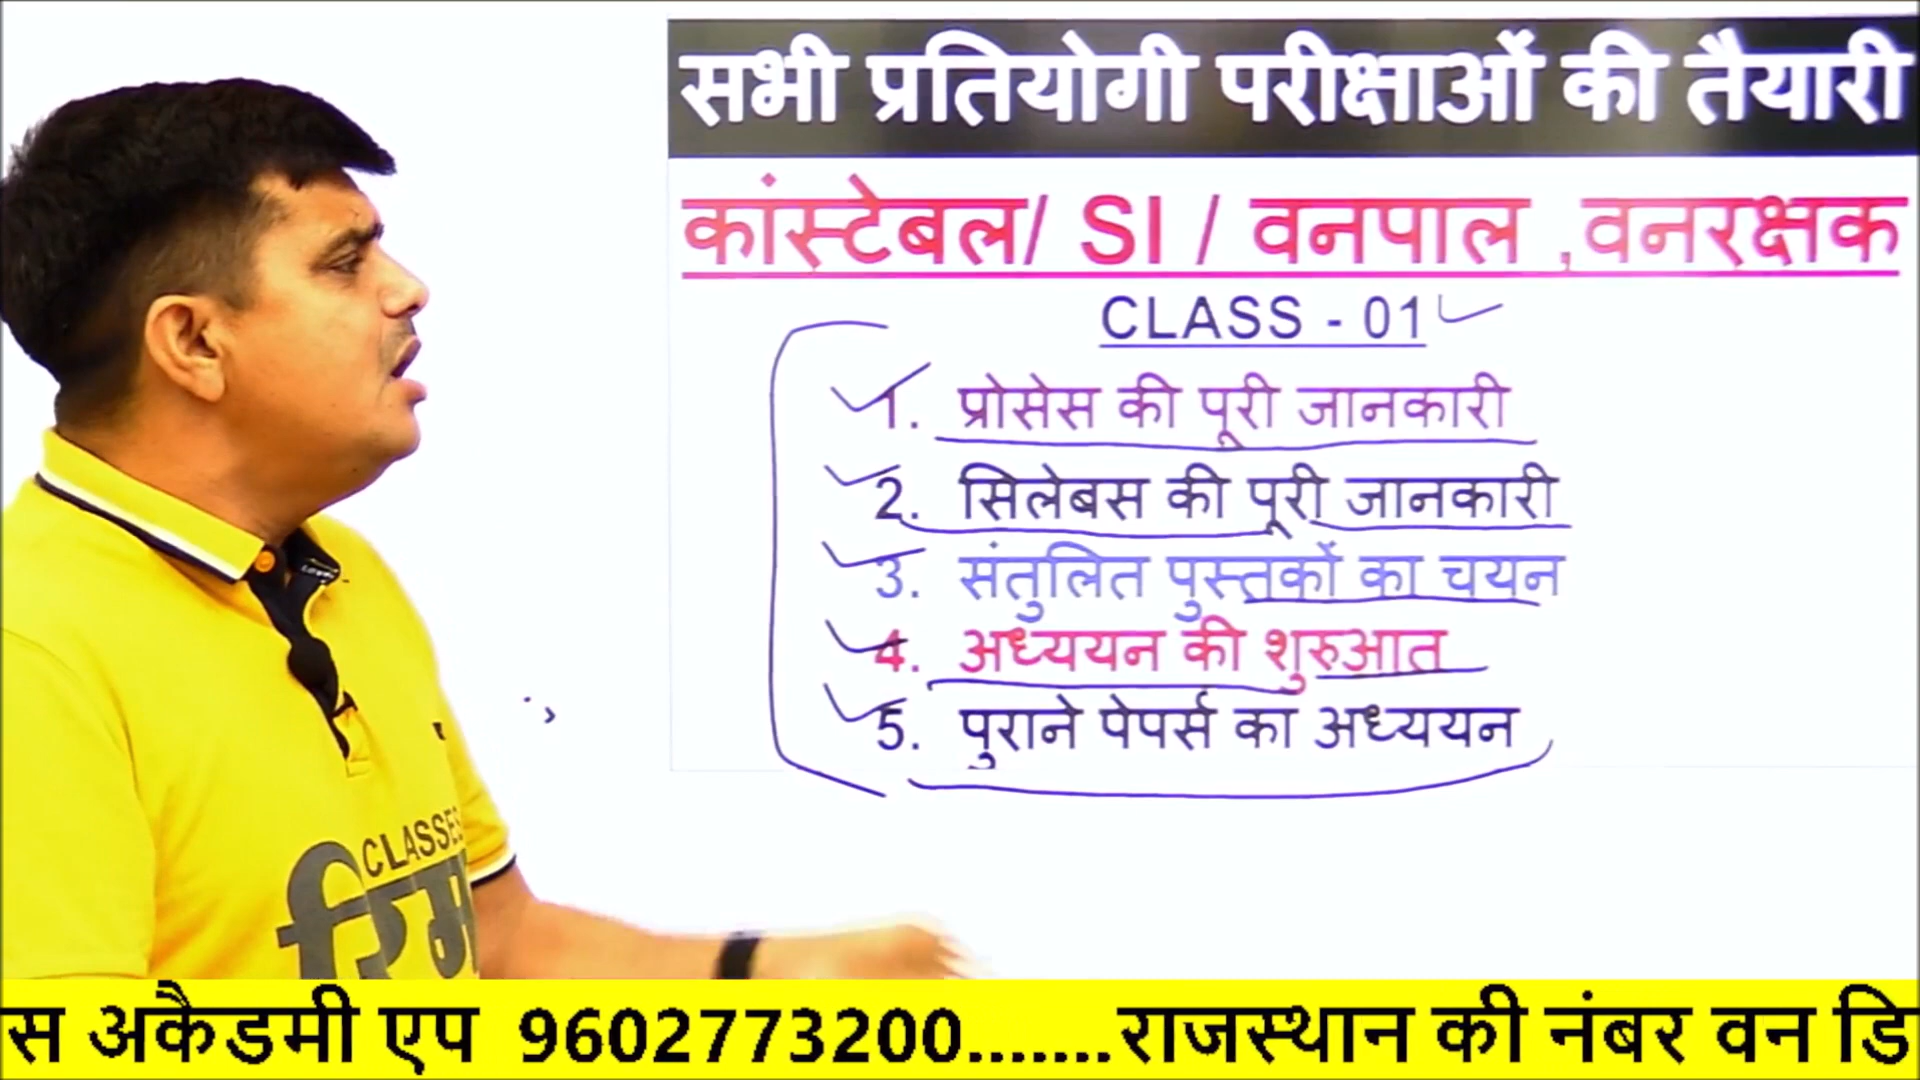 सभी प्रतियोगी परीक्षाओं की तैयारी
कांस्टेबल/ SI / वनपाल ,वनरक्षक
CLASS - 01
1. प्रोसेस की पूरी जानकारी
2. सिलेबस की पूरी जानकारी
3. संतुलित पुस्तकों का चयन
4. अध्ययन की शुरुआत
5. पुराने पेपर्स का अध्ययन
CLASSES
स अकैडमी एप 9602773200.......राजस्थान की नंबर वन डि